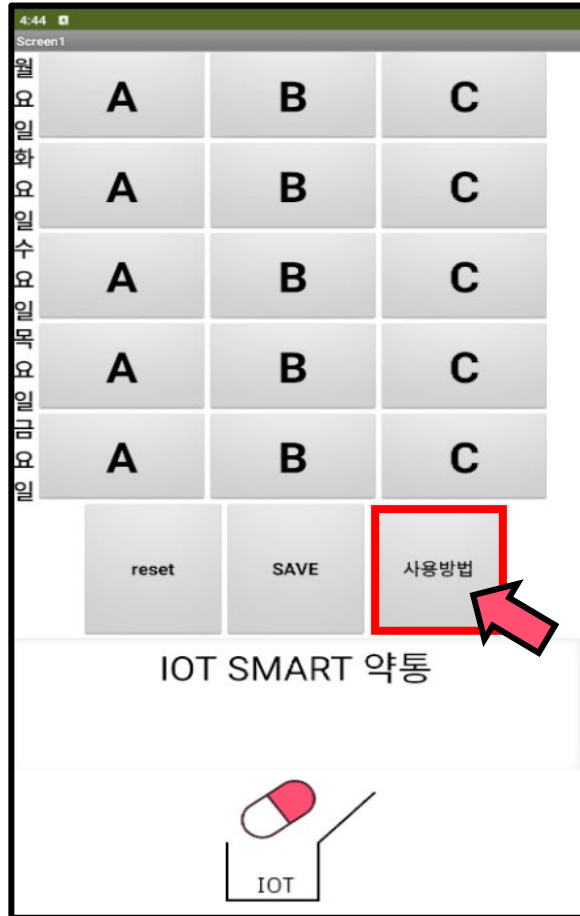 4:44 A
Screen1
월요일 A B C
화요일 A B C
수요일 A B C
목요일 A B C
금요일 A B C
reset SAVE 사용방법
IOT SMART 약통
IOT